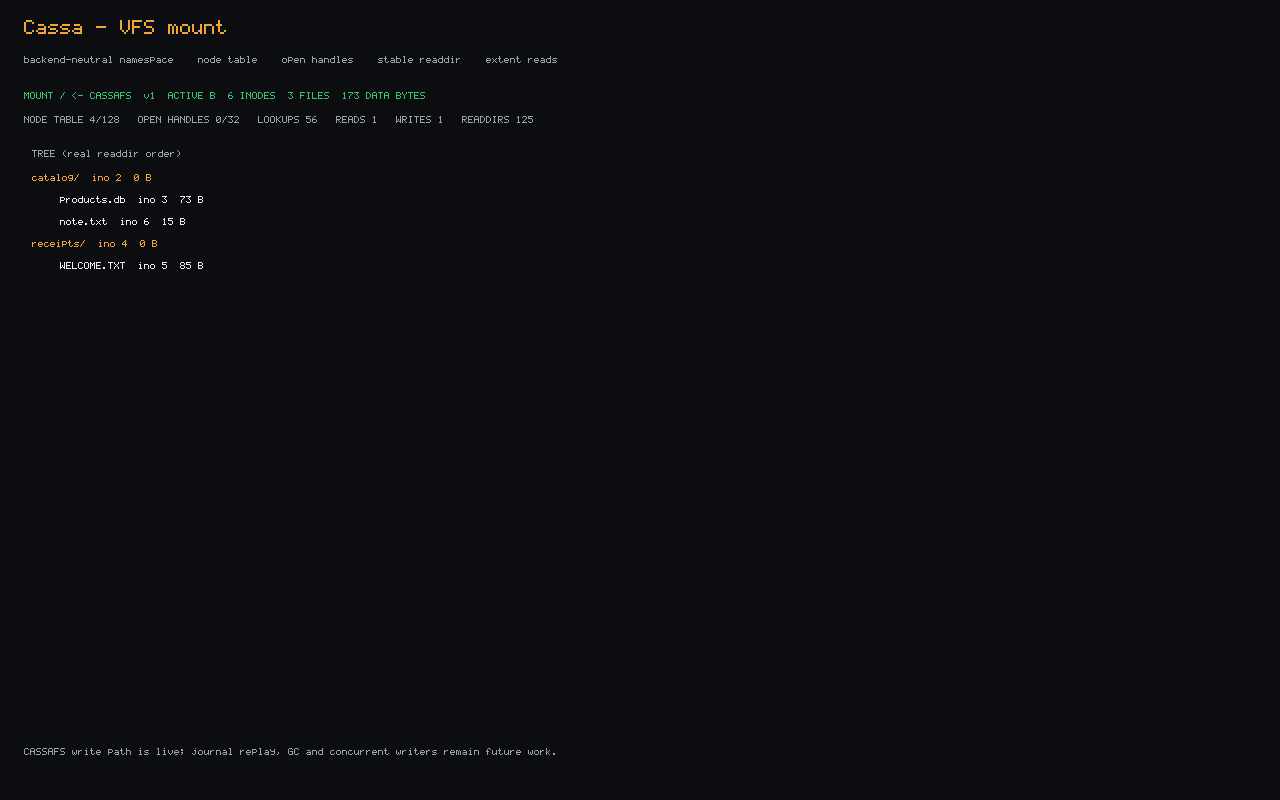 Cassa - VFS mount
backend-neutral namesPace node table oPen handles stable readdir extent reads
MOUNT / <- CASSAFS v1 ACTIVE B 6 INODES 3 FILES 173 DATA BYTES
NODE TABLE 4/128 OPEN HANDLES 0/32 LOOKUPS 56 READS 1 WRITES 1 READDIRS 125
TREE (real readdir order)
catalog/ ino 2 0 B
Products.db ino 3 73 B
note.txt ino 6 15 B
receiPts/ ino 4 0 B
WELCOME.TXT ino 5 85 B
CASSAFS write Path is live; journal rePlay, GC and concurrent writers remain future work.